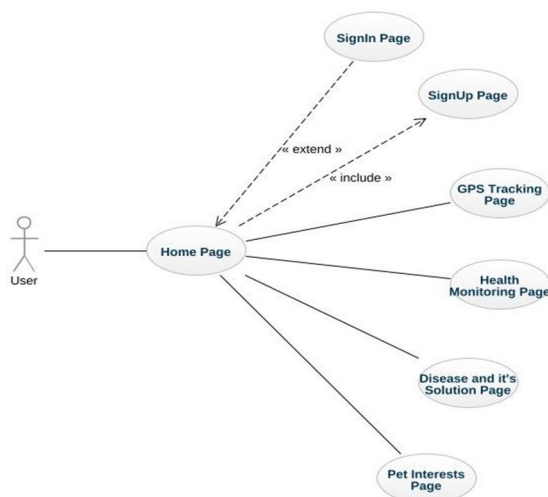 SignIn Page
SignUp Page
« extend »
« include »
GPS Tracking
Page
Home Page
User
Health
Monitoring Page
Disease and it's
Solution Page
Pet Interests
Page